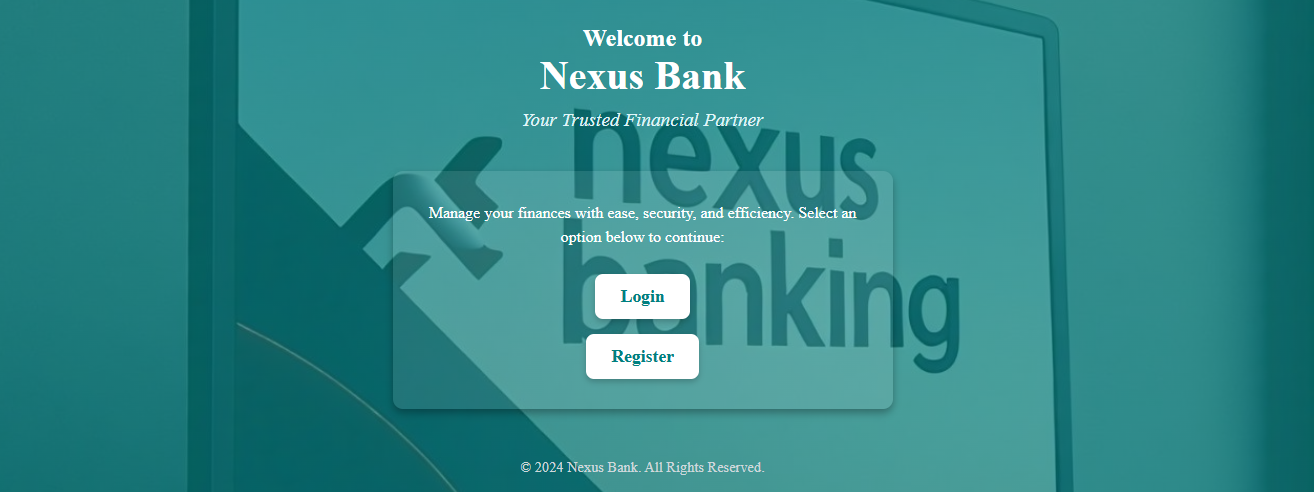 Welcome to
Nexus Bank
Your Trusted Financial Partner
nexus
banking
Manage your finances with ease, security, and efficiency. Select an
option below to continue:
Login
Register
© 2024 Nexus Bank. All Rights Reserved.